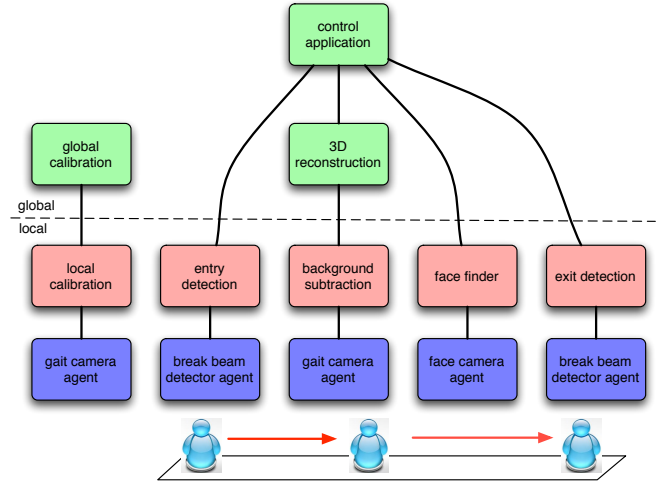 control
application
global
calibration
3D
reconstruction
global
local
local
calibration
entry
detection
background
subtraction
face finder
exit detection
gait camera
agent
break beam
detector agent
gait camera
agent
face camera
agent
break beam
detector agent